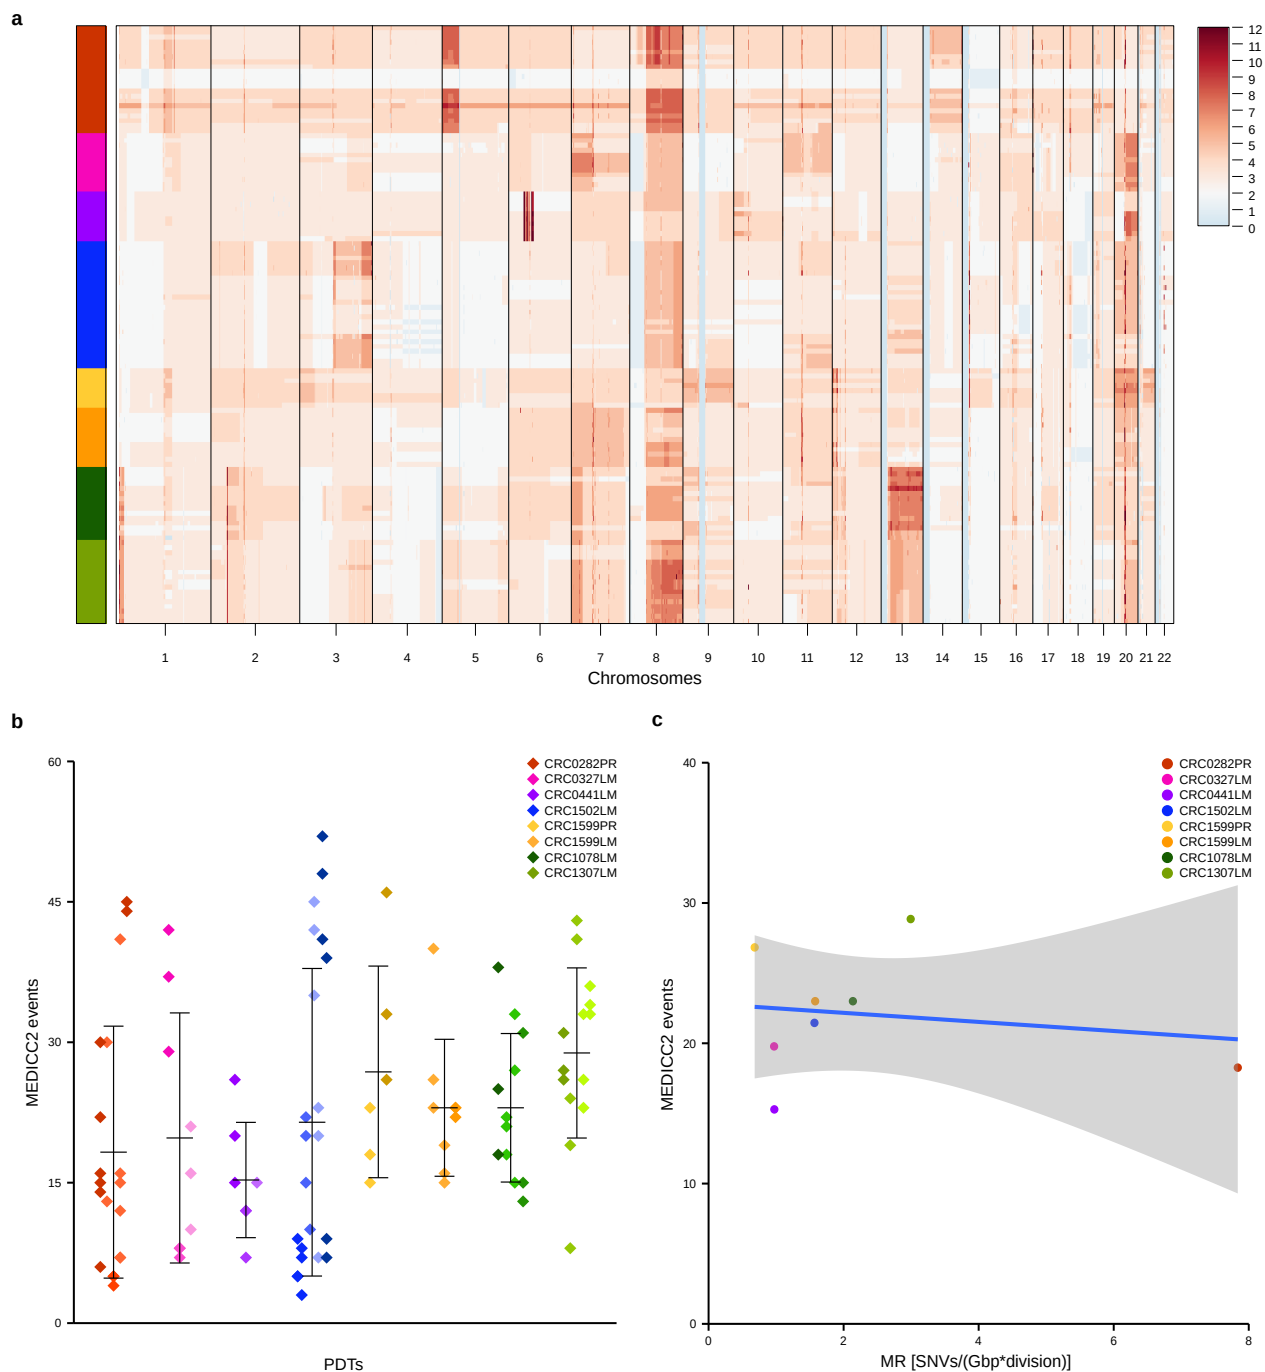 a
12
11
10
9
8
7
6
5
4
3
2
1
0
1 2 3 4 5 6 7 8 9 10 11 12 13 14 15 16 17 18 19 20 21 22
Chromosomes
b
60
45
30
15
0
MEDICC2 events
PDTs
CRC0282PR
CRC0327LM
CRC0441LM
CRC1502LM
CRC1599PR
CRC1599LM
CRC1078LM
CRC1307LM
c
40
30
20
10
0
MEDICC2 events
0 2 4 6 8
MR [SNVs/(Gbp*division)]
CRC0282PR
CRC0327LM
CRC0441LM
CRC1502LM
CRC1599PR
CRC1599LM
CRC1078LM
CRC1307LM